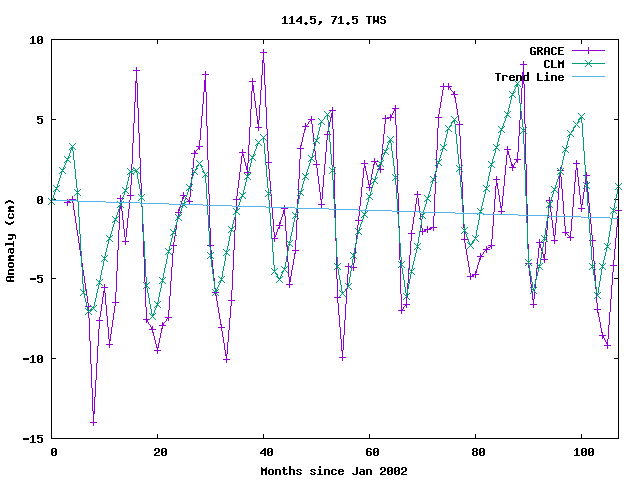 114.5, 71.5 TWS
GRACE
CLM
Trend Line
10
5
0
-5
-10
-15
Anomaly (cm)
0 20 40 60 80 100
Months since Jan 2002